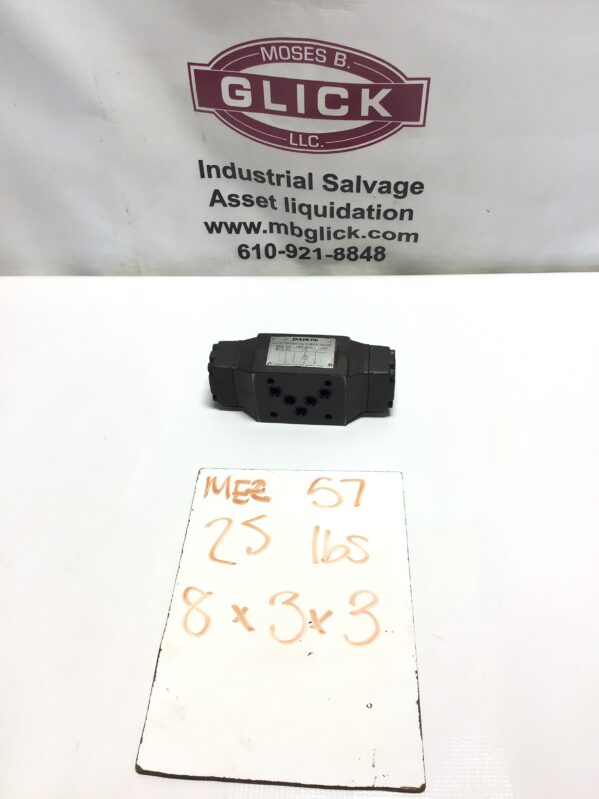 MOSES B.
GLICK
LLC.
Industrial Salvage
Asset liquidation
www.mbglick.com
610-921-8848
DAIKIN
MEZ 57
25 lbs
8 x 3 x 3